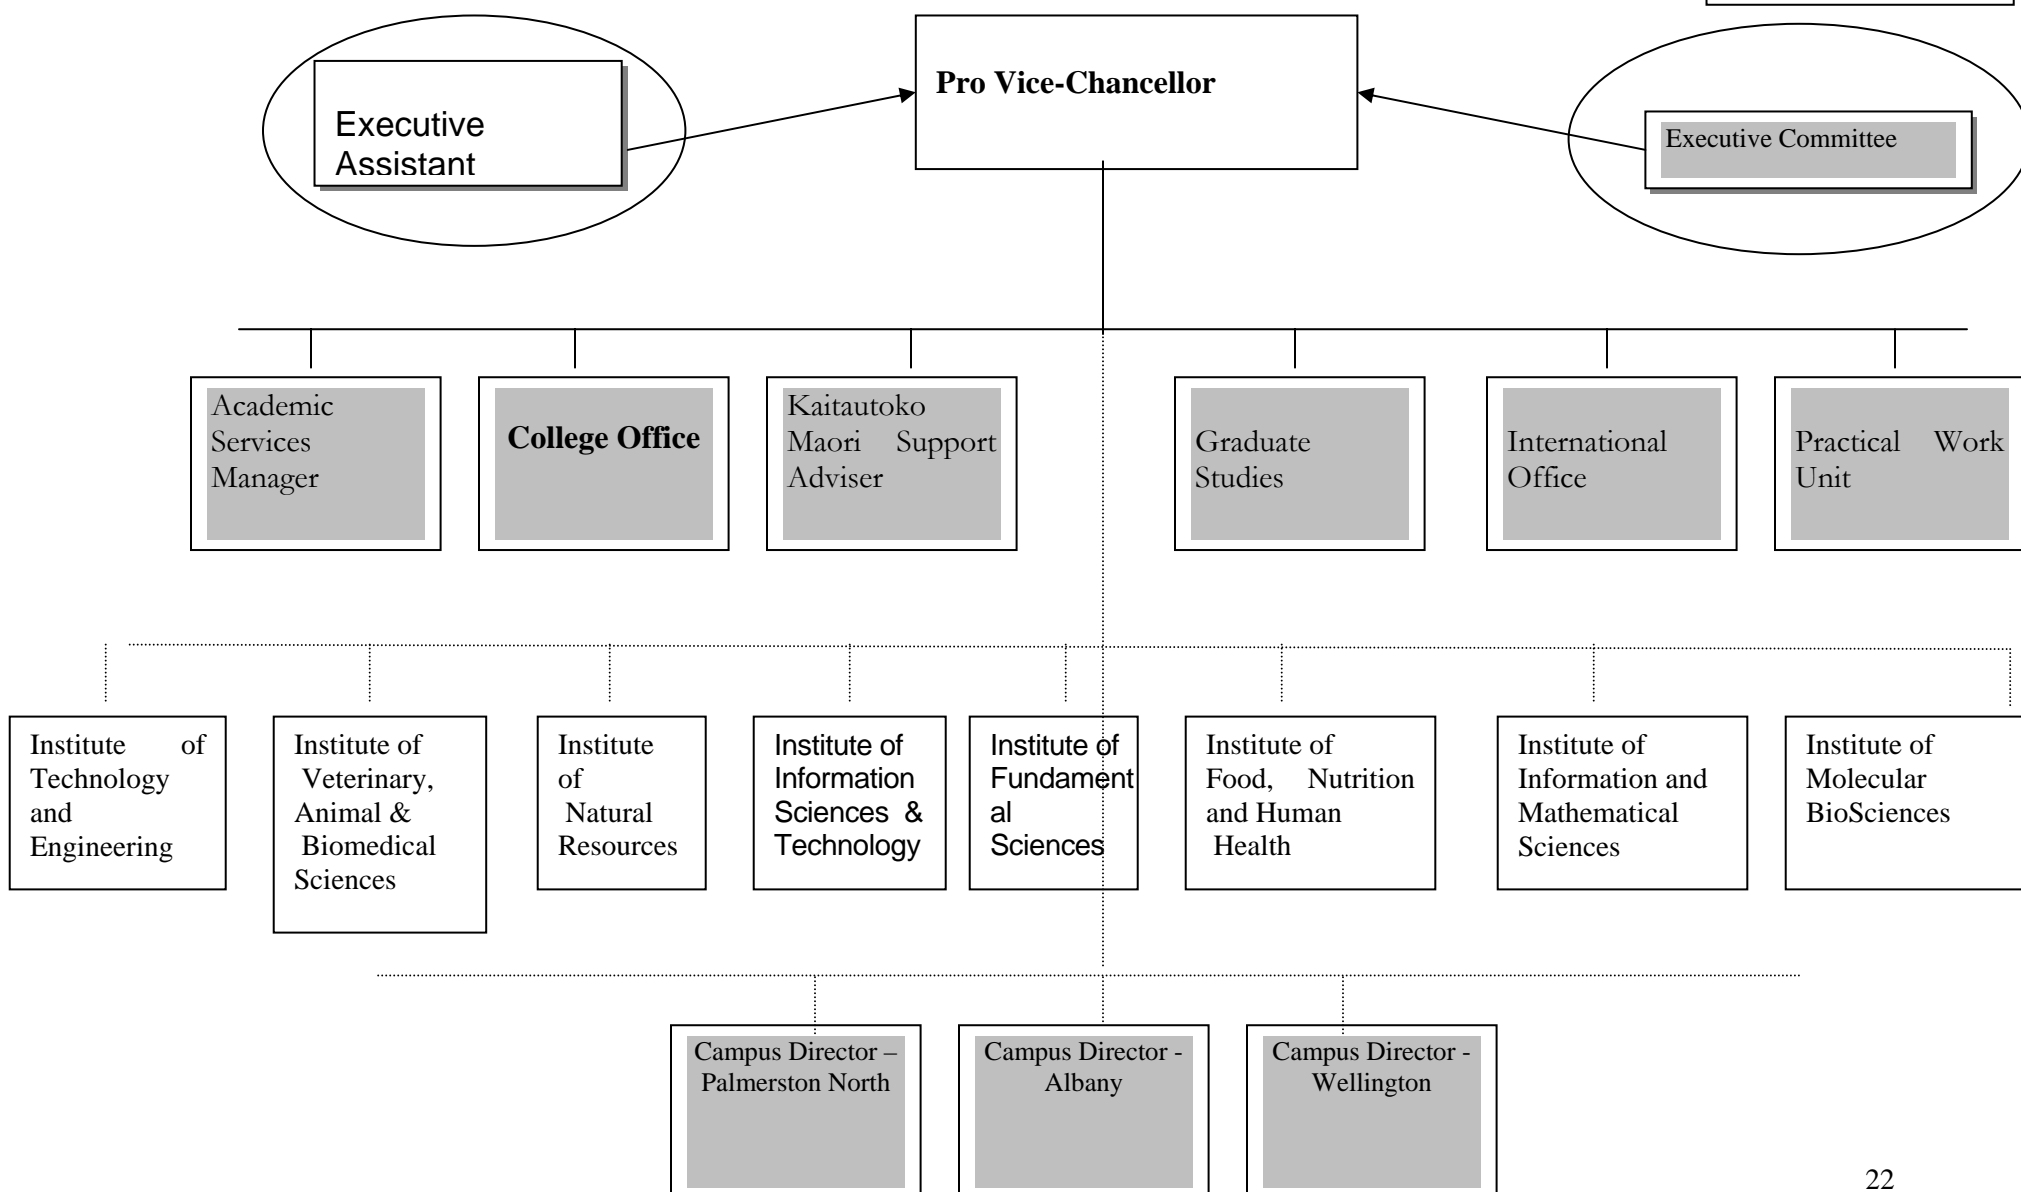 Executive
Assistant
Pro Vice-Chancellor
Executive Committee
Academic
Services
Manager
College Office
Kaitautoko
Maori Support
Adviser
Graduate
Studies
International
Office
Practical Work
Unit
Institute of
Technology
and
Engineering
Institute of
Veterinary,
Animal &
Biomedical
Sciences
Institute
of
Natural
Resources
Institute of
Information
Sciences &
Technology
Institute of
Fundament
al
Sciences
Institute of
Food, Nutrition
and Human
Health
Institute of
Information and
Mathematical
Sciences
Institute of
Molecular
BioSciences
Campus Director –
Palmerston North
Campus Director -
Albany
Campus Director -
Wellington
22